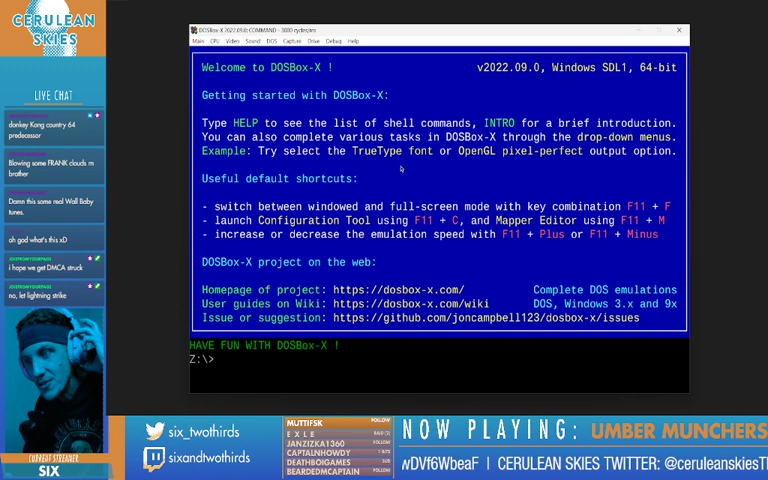 CERULEAN
SKIES
LIVE CHAT
donkey Kong country 64
predecessor
Blowing some FRANK clouds m
brather
Damn this some real Wall Baby
tunes.
oh god what's this xD
i hope we get DMCA struck
no, let lightning strike
CURRENT STREAMER
SIX
DOSBox-X 2022.09.0: COMMAND - 3000 cycles/ms
Main CPU Video Sound DOS Capture Drive Debug Help
Welcome to DOSBox-X ! v2022.09.0, Windows SDL1, 64-bit
Getting started with DOSBox-X:
Type HELP to see the list of shell commands, INTRO for a brief introduction.
You can also complete various tasks in DOSBox-X through the drop-down menus.
Example: Try select the TrueType font or OpenGL pixel-perfect output option.
Useful default shortcuts:
- switch between windowed and full-screen mode with key combination F11 + F
- launch Configuration Tool using F11 + C, and Mapper Editor using F11 + M
- increase or decrease the emulation speed with F11 + Plus or F11 + Minus
DOSBox-X project on the web:
Homepage of project: https://dosbox-x.com/ Complete DOS emulations
User guides on Wiki: https://dosbox-x.com/wiki DOS, Windows 3.x and 9x
Issue or suggestion: https://github.com/joncampbell123/dosbox-x/issues
HAVE FUN WITH DOSBox-X !
Z:\>
six_twothirds
sixandtwothirds
MUTTIFSK FOLLOW
EXLE
JANZIZKA1360 FOLLOW
CAPTAINHOWDY
DEATHBOIGAMES SUB
BEARDEDMCAPTAIN FOLLOW
NOW PLAYING: UMBER MUNCHERS
wDVf6WbeaF | CERULEAN SKIES TWITTER: @ceruleanskiesT